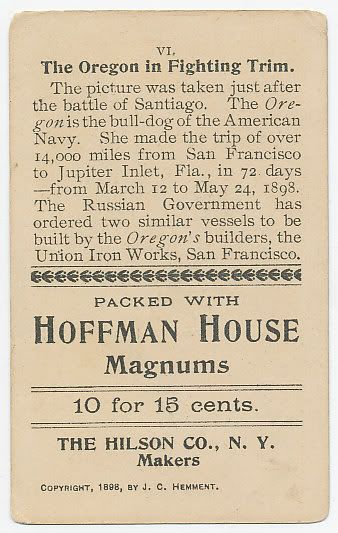 VI.
The Oregon in Fighting Trim.
The picture was taken just after
the battle of Santiago. The Ore-
gon is the bull-dog of the American
Navy. She made the trip of over
14,000 miles from San Francisco
to Jupiter Inlet, Fla., in 72 days
—from March 12 to May 24, 1898.
The Russian Government has
ordered two similar vessels to be
built by the Oregon's builders, the
Union Iron Works, San Francisco.
PACKED WITH
HOFFMAN HOUSE
Magnums
10 for 15 cents.
THE HILSON CO., N. Y.
Makers
COPYRIGHT, 1898, BY J. C. HEMMENT.